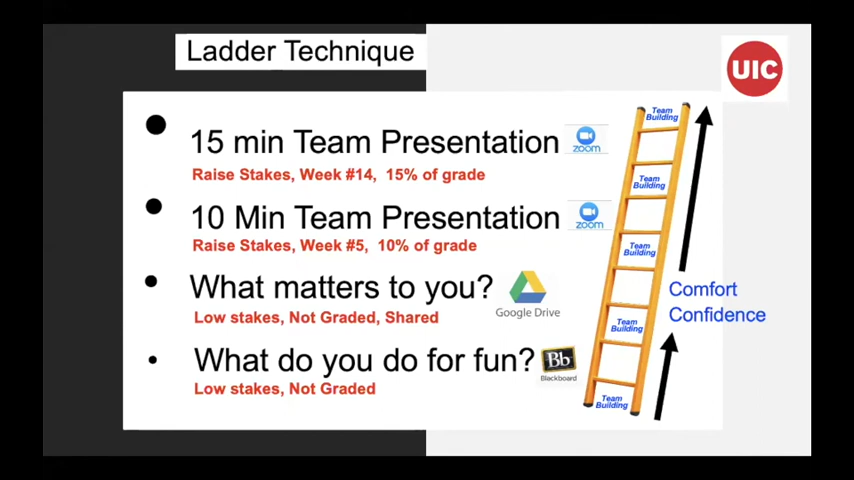 Ladder Technique
UIC
15 min Team Presentation
zoom
Raise Stakes, Week #14, 15% of grade
10 Min Team Presentation
zoom
Raise Stakes, Week #5, 10% of grade
What matters to you?
Google Drive
Low stakes, Not Graded, Shared
What do you do for fun?
Bb
Blackboard
Low stakes, Not Graded
Team
Building
Team
Building
Team
Building
Team
Building
Team
Building
Comfort
Confidence